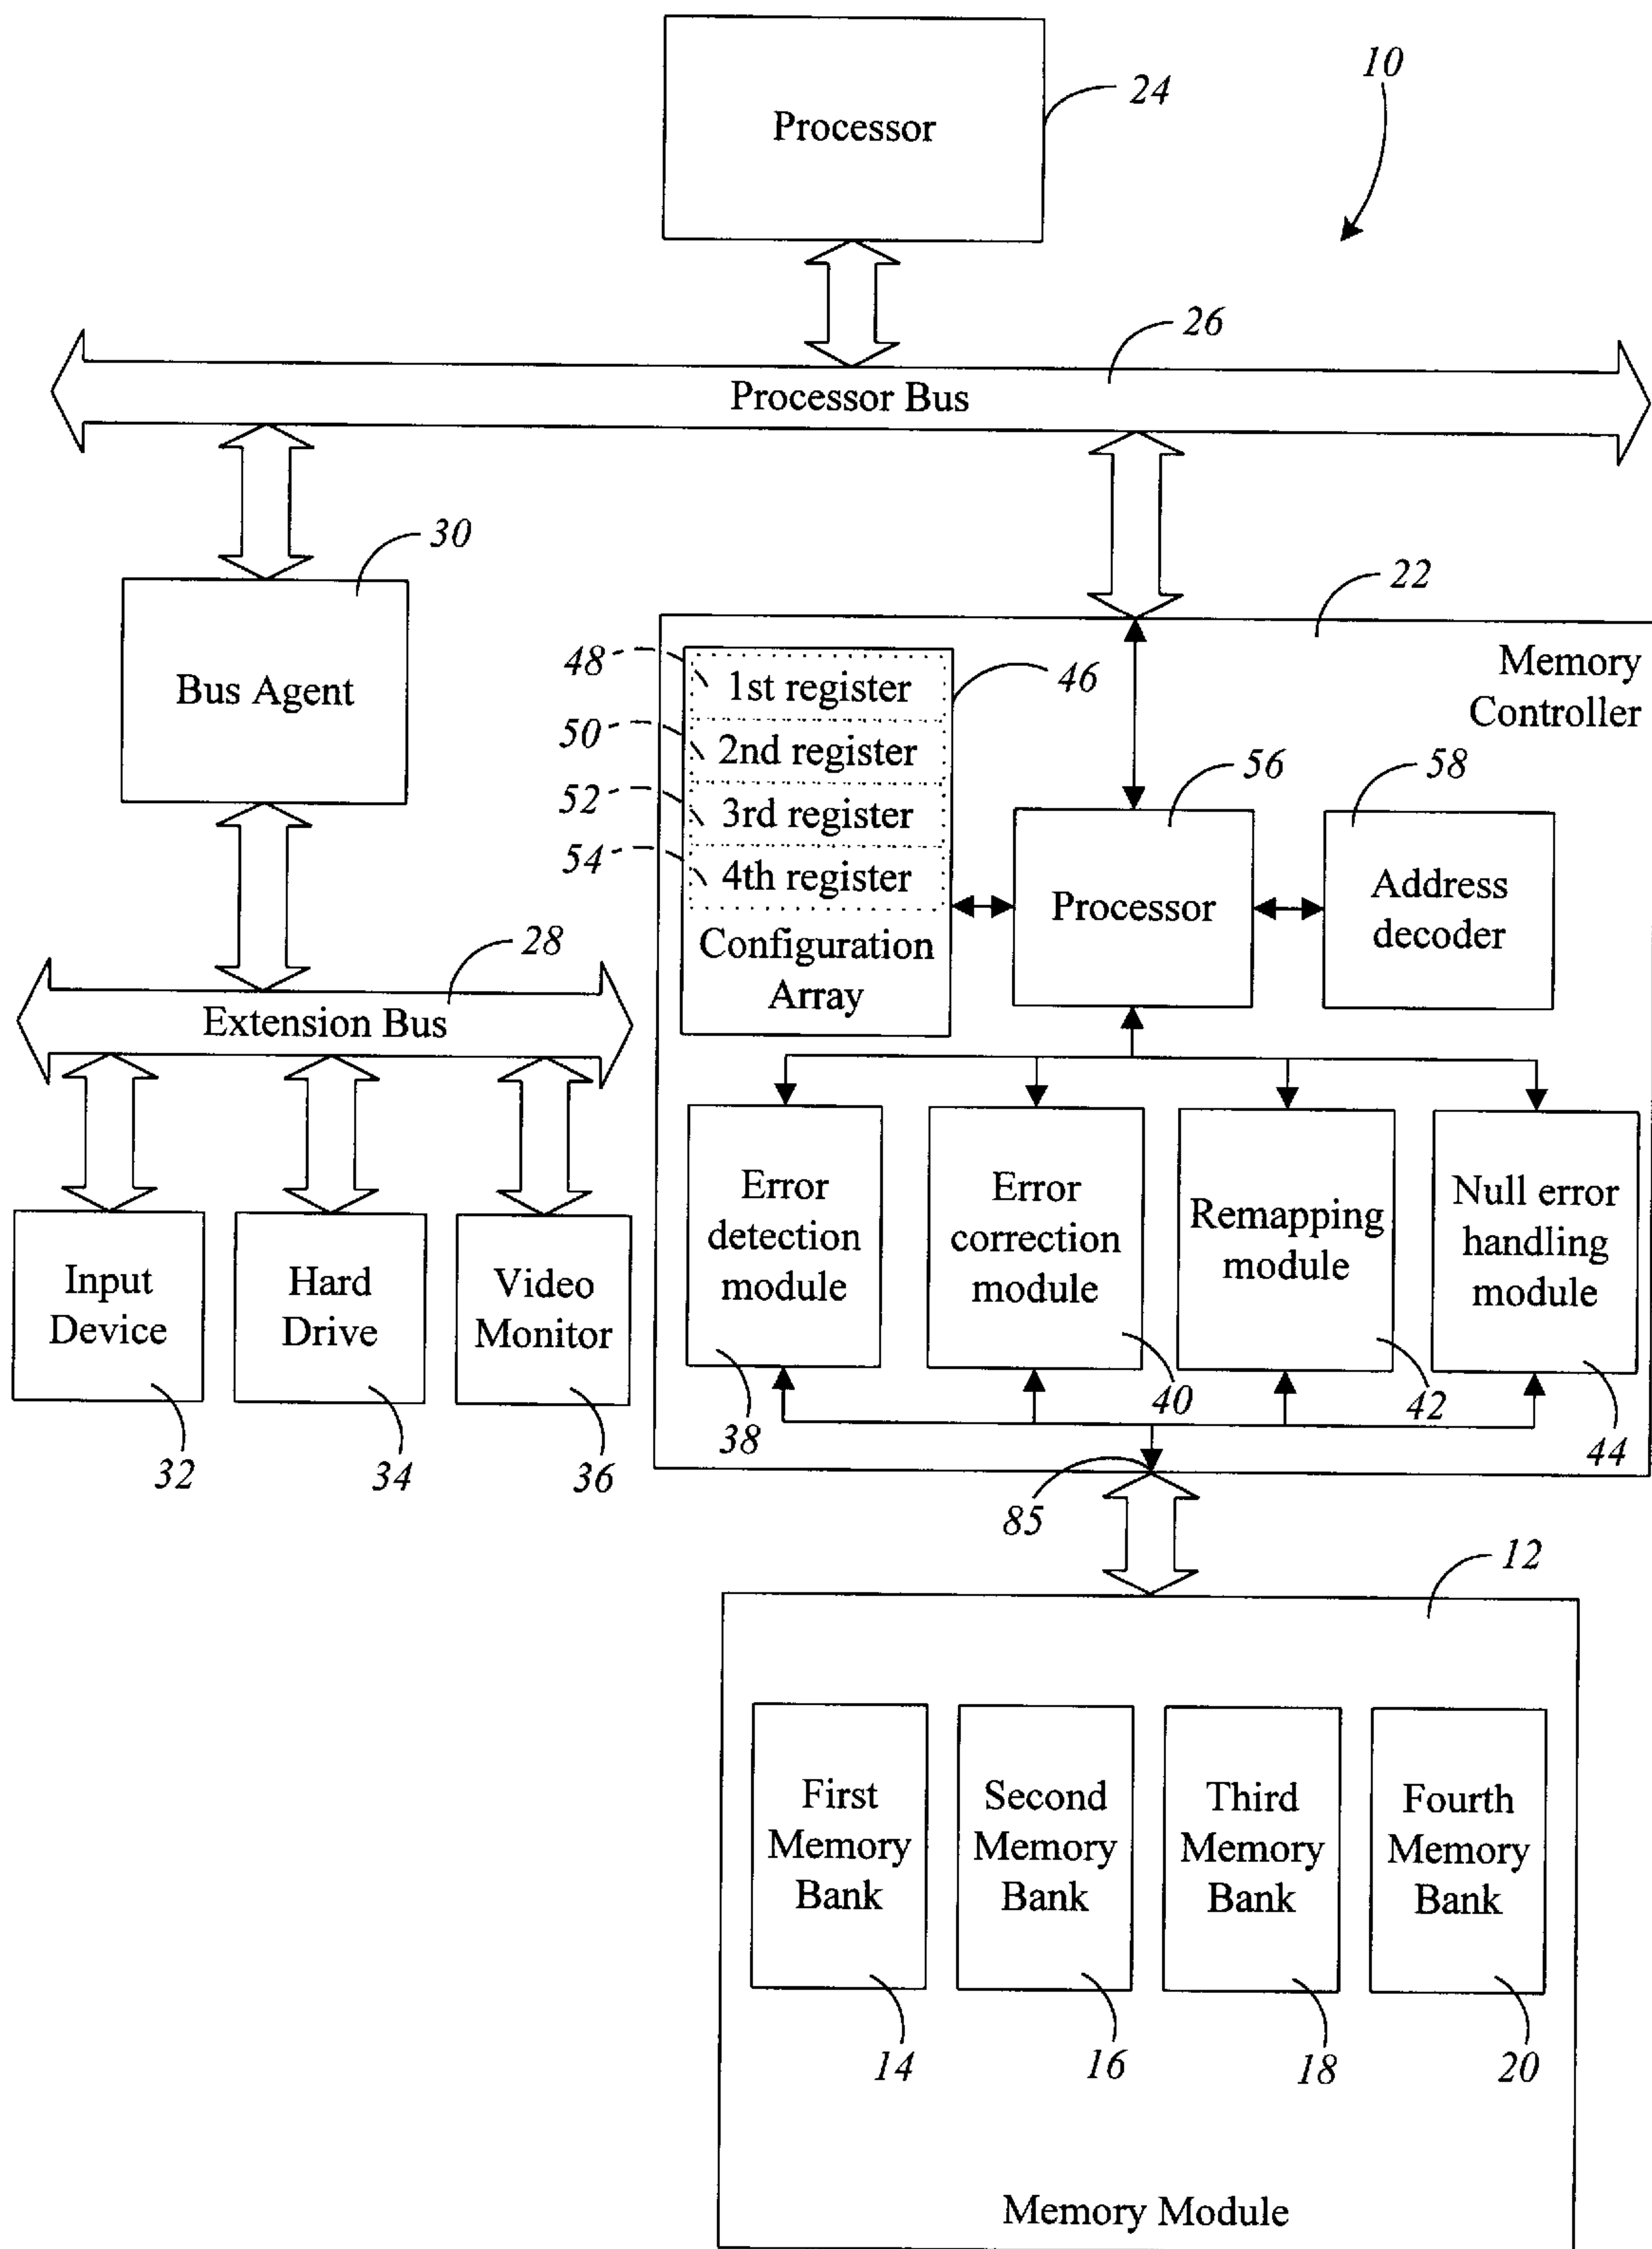 10
24
Processor
26
Processor Bus
30
Bus Agent
22
Memory
Controller
48
1st register
46
50
2nd register
52
3rd register
54
4th register
Configuration
Array
56
Processor
58
Address
decoder
28
Extension Bus
Input
Device
32
Hard
Drive
34
Video
Monitor
36
Error
detection
module
38
Error
correction
module
40
Remapping
module
42
Null error
handling
module
44
85
12
First
Memory
Bank
14
Second
Memory
Bank
16
Third
Memory
Bank
18
Fourth
Memory
Bank
20
Memory Module